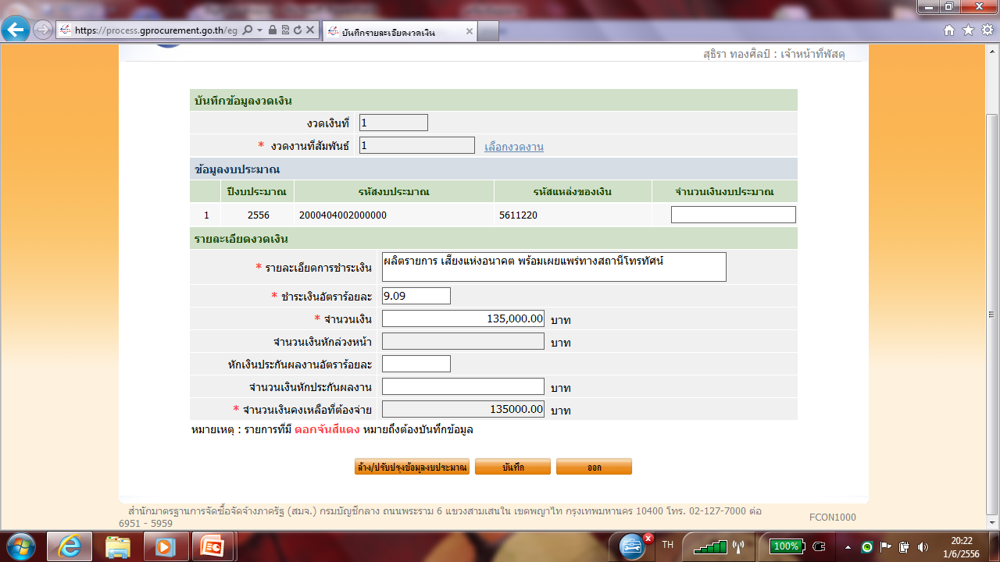 https://process.gprocurement.go.th/eg
บันทึกรายละเอียดงวดเงิน
สุธิรา ทองศิลป์ : เจ้าหน้าที่พัสดุ
บันทึกข้อมูลงวดเงิน
งวดเงินที่ 1
* งวดงานที่สัมพันธ์ 1 เลือกงวดงาน
ข้อมูลงบประมาณ
ปีงบประมาณ รหัสงบประมาณ รหัสแหล่งของเงิน จำนวนเงินงบประมาณ
1 2556 2000404002000000 5611220
รายละเอียดงวดเงิน
* รายละเอียดการชำระเงิน ผลิตรายการ เสียงแห่งอนาคต พร้อมเผยแพร่ทางสถานีโทรทัศน์
* ชำระเงินอัตราร้อยละ 9.09
* จำนวนเงิน 135,000.00 บาท
จำนวนเงินหักล่วงหน้า บาท
หักเงินประกันผลงานอัตราร้อยละ
จำนวนเงินหักประกันผลงาน บาท
* จำนวนเงินคงเหลือที่ต้องจ่าย 135000.00 บาท
หมายเหตุ : รายการที่มี ดอกจันสีแดง หมายถึงต้องบันทึกข้อมูล
ล้าง/ปรับปรุงข้อมูลงบประมาณ บันทึก ออก
สำนักมาตรฐานการจัดซื้อจัดจ้างภาครัฐ (สมจ.) กรมบัญชีกลาง ถนนพระราม 6 แขวงสามเสนใน เขตพญาไท กรุงเทพมหานคร 10400 โทร. 02-127-7000 ต่อ
6951 - 5959
FCON1000
TH
100%
20:22
1/6/2556